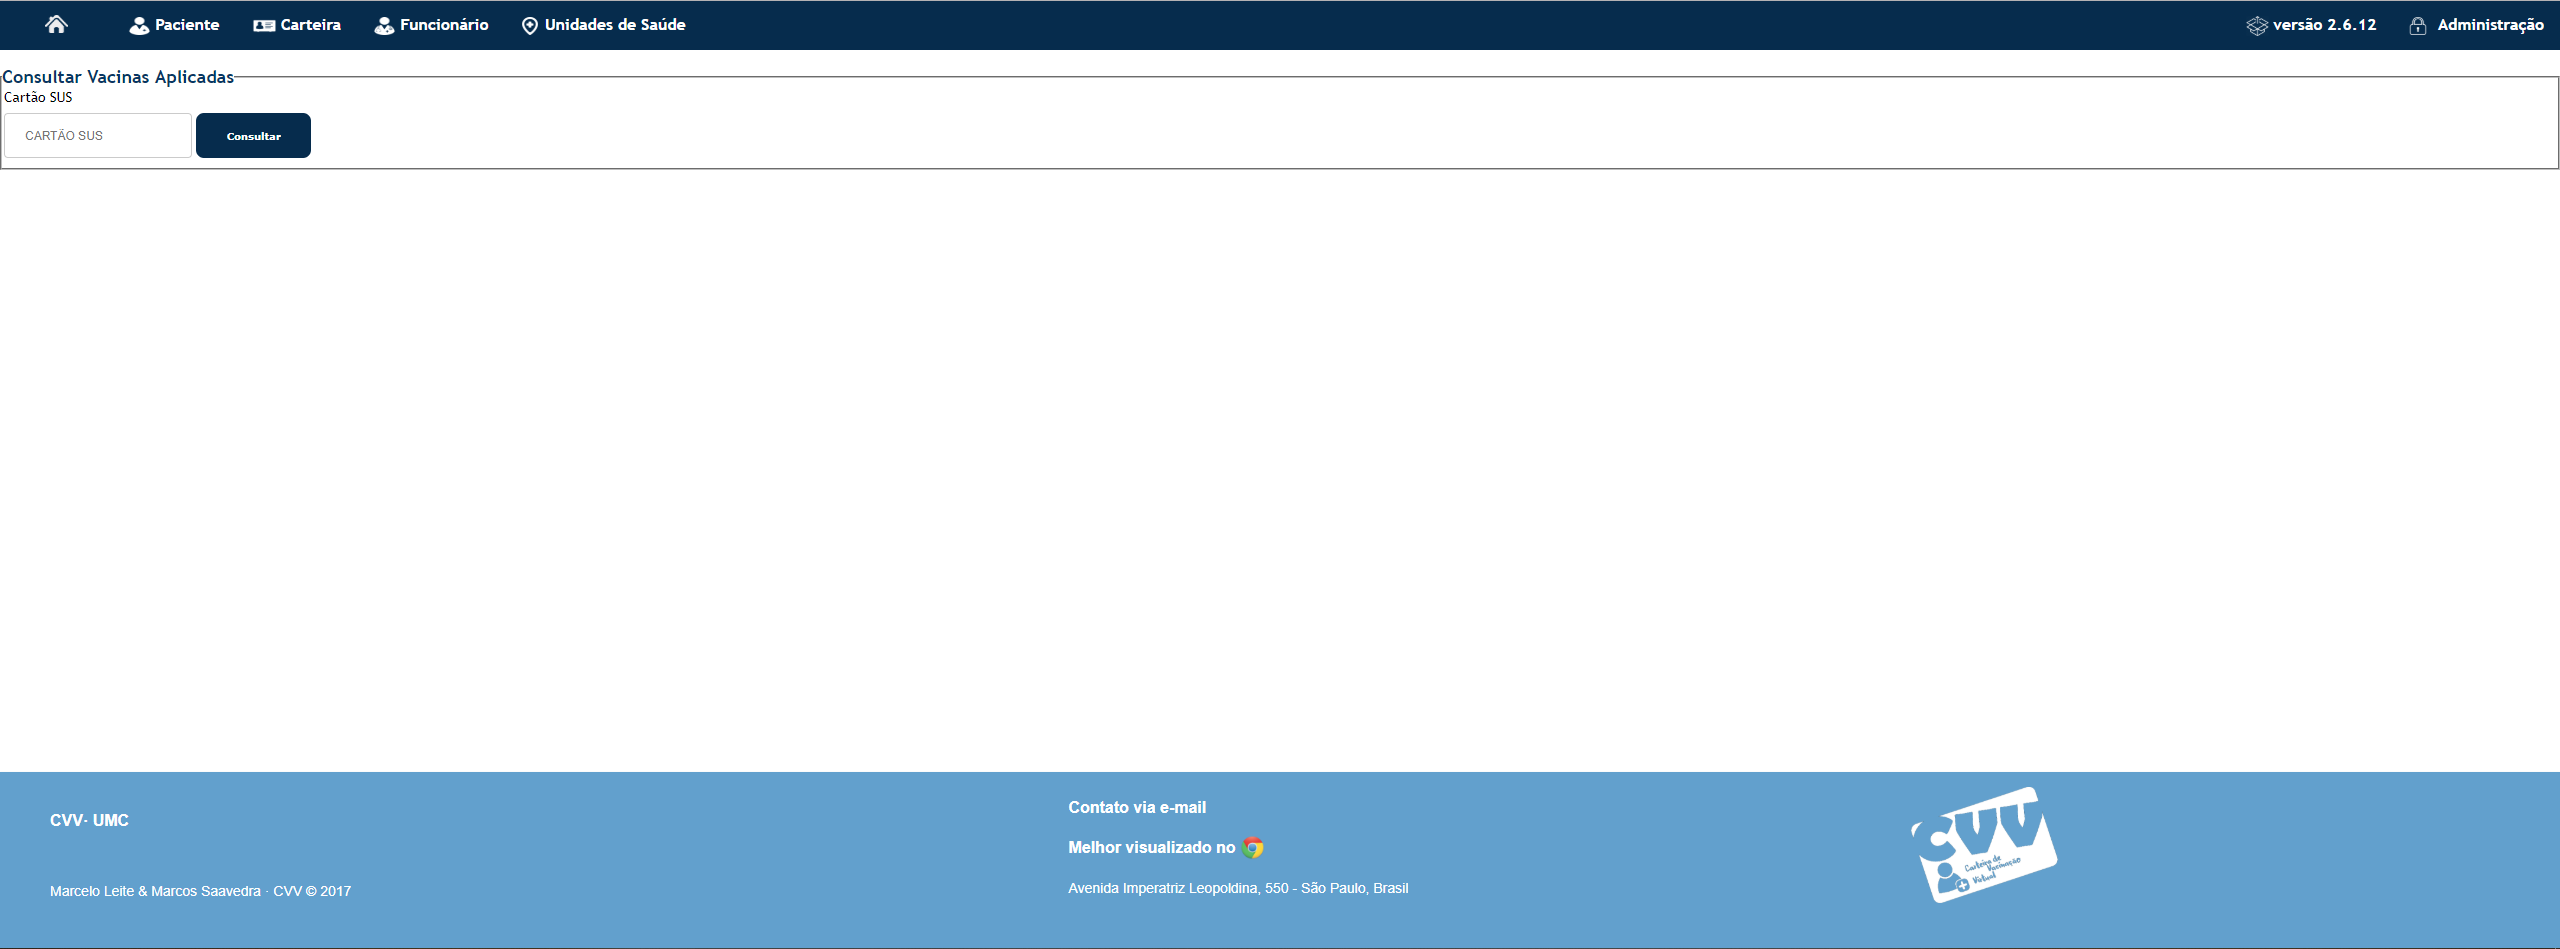 Paciente Carteira Funcionário Unidades de Saúde versão 2.6.12 Administração
Consultar Vacinas Aplicadas
Cartão SUS
CARTÃO SUS Consultar
CVV· UMC
Marcelo Leite & Marcos Saavedra · CVV © 2017
Contato via e-mail
Melhor visualizado no
Avenida Imperatriz Leopoldina, 550 - São Paulo, Brasil
CVV
Carteira de
Vacinação
Virtual